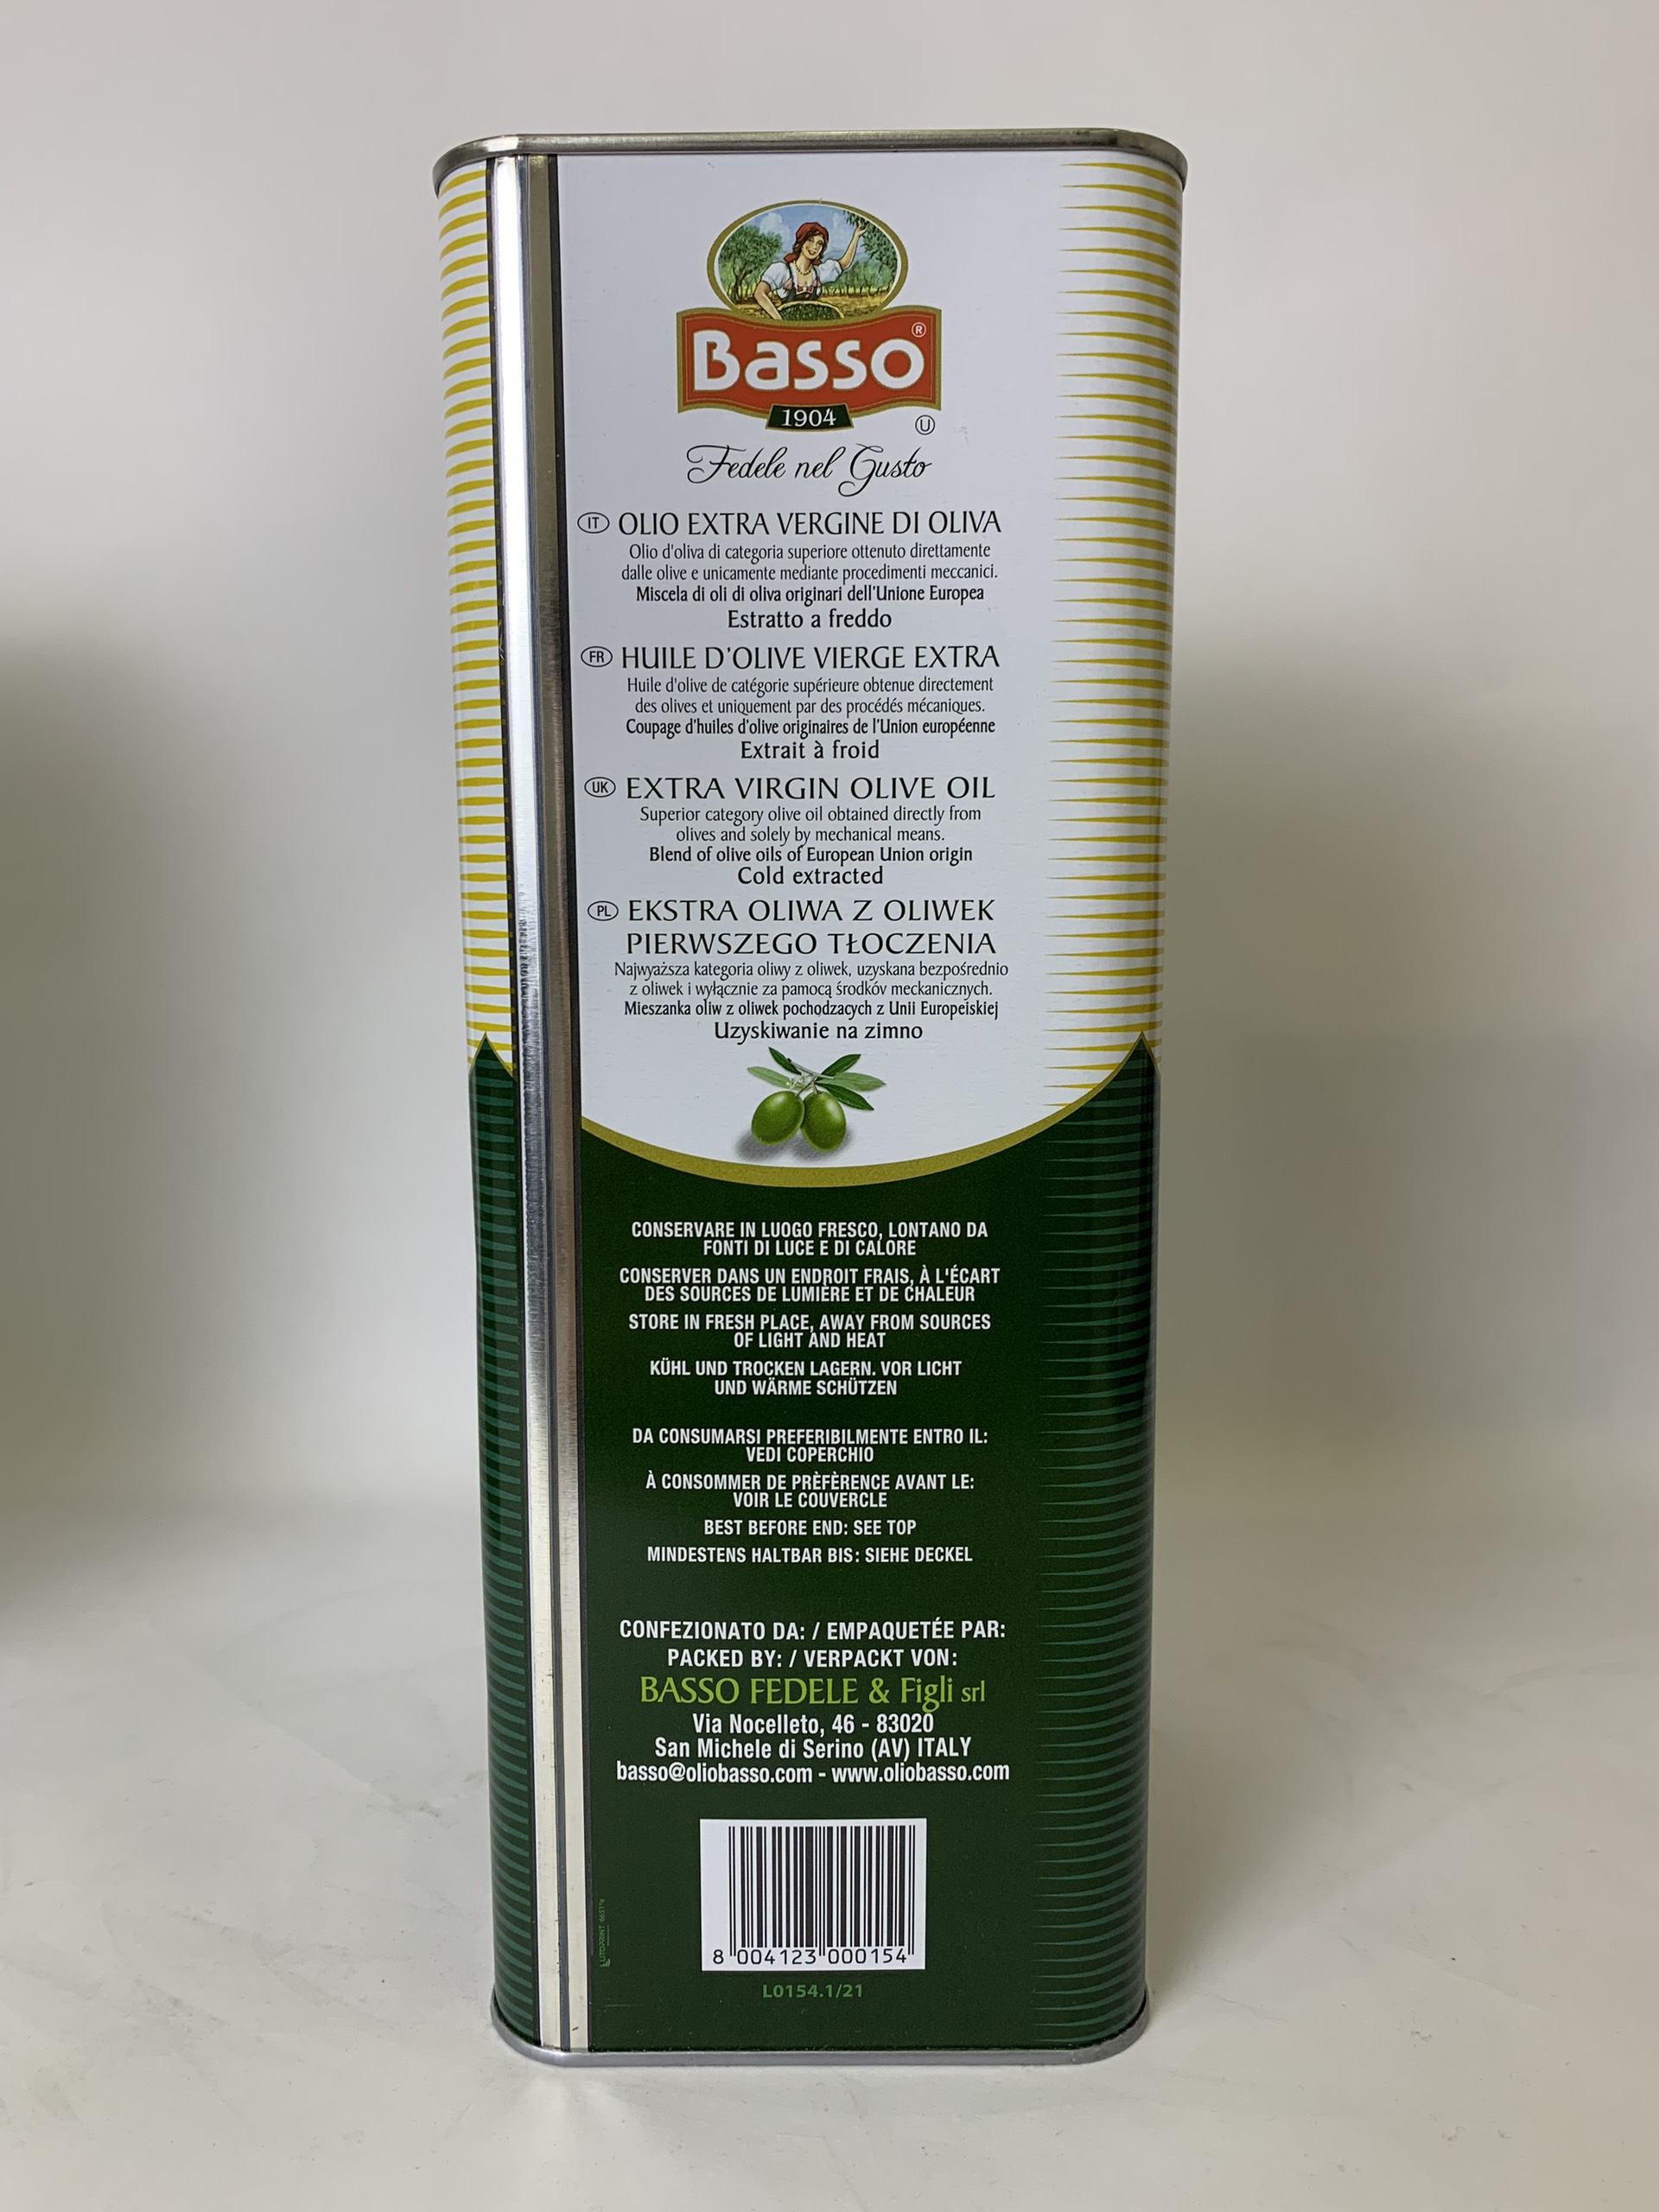 Basso®
1904
U
Fedele nel Gusto
IT OLIO EXTRA VERGINE DI OLIVA
Olio d'oliva di categoria superiore ottenuto direttamente
dalle olive e unicamente mediante procedimenti meccanici.
Miscela di oli di oliva originari dell'Unione Europea
Estratto a freddo
FR HUILE D'OLIVE VIERGE EXTRA
Huile d'olive de catégorie supérieure obtenue directement
des olives et uniquement par des procédés mécaniques.
Coupage d'huiles d'olive originaires de l'Union européenne
Extrait à froid
UK EXTRA VIRGIN OLIVE OIL
Superior category olive oil obtained directly from
olives and solely by mechanical means.
Blend of olive oils of European Union origin
Cold extracted
PL EKSTRA OLIWA Z OLIWEK
PIERWSZEGO TŁOCZENIA
Najwyaższa kategoria oliwy z oliwek, uzyskana bezpośrednio
z oliwek i wyłącznie za pamocą środkóv meckanicznych.
Mieszanka oliw z oliwek pochodzacych z Unii Europeiskiej
Uzyskiwanie na zimno
CONSERVARE IN LUOGO FRESCO, LONTANO DA
FONTI DI LUCE E DI CALORE
CONSERVER DANS UN ENDROIT FRAIS, À L'ÉCART
DES SOURCES DE LUMIÈRE ET DE CHALEUR
STORE IN FRESH PLACE, AWAY FROM SOURCES
OF LIGHT AND HEAT
KÜHL UND TROCKEN LAGERN. VOR LICHT
UND WÄRME SCHÜTZEN
DA CONSUMARSI PREFERIBILMENTE ENTRO IL:
VEDI COPERCHIO
À CONSOMMER DE PRÈFÈRENCE AVANT LE:
VOIR LE COUVERCLE
BEST BEFORE END: SEE TOP
MINDESTENS HALTBAR BIS: SIEHE DECKEL
CONFEZIONATO DA: / EMPAQUETÉE PAR:
PACKED BY: / VERPACKT VON:
BASSO FEDELE & Figli srl
Via Nocelleto, 46 - 83020
San Michele di Serino (AV) ITALY
basso@oliobasso.com - www.oliobasso.com
8 004123 000154
L0154.1/21